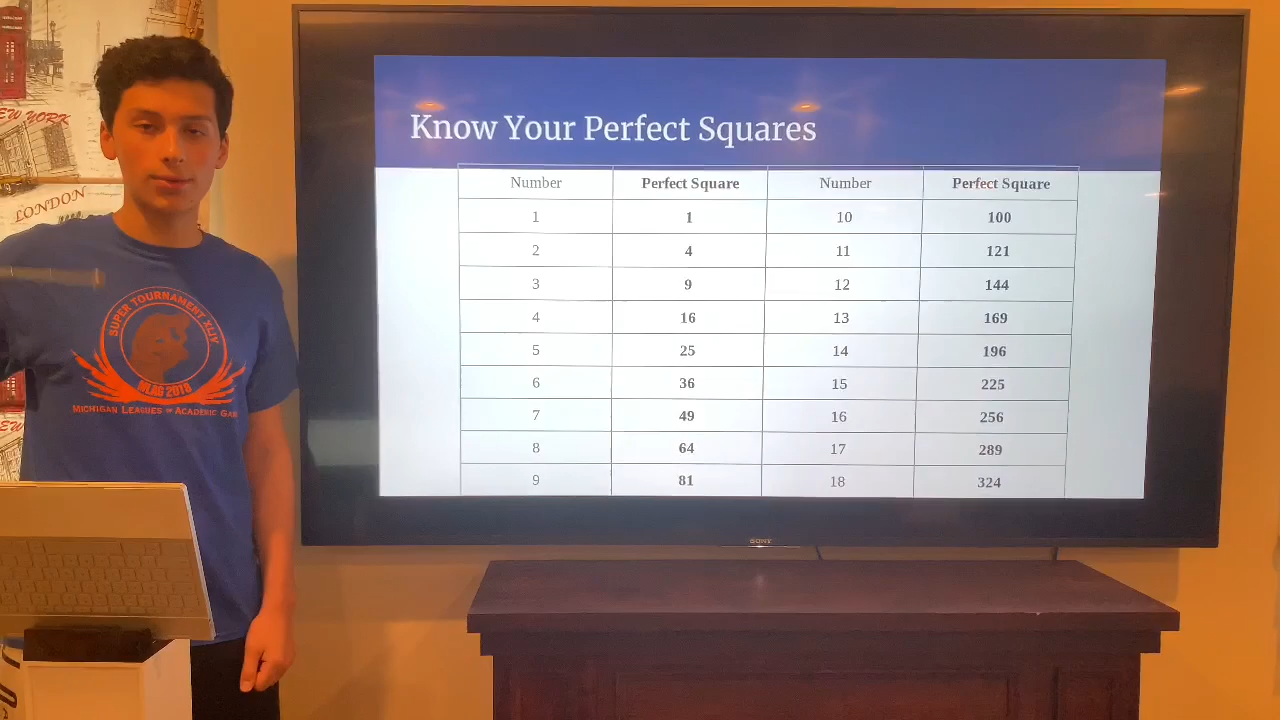 EW YORK
LONDON
EW
SUPER TOURNAMENT XLIV
MLAG 2018
MICHIGAN LEAGUES OF ACADEMIC GAM
Know Your Perfect Squares
Number Perfect Square Number Perfect Square
1 1 10 100
2 4 11 121
3 9 12 144
4 16 13 169
5 25 14 196
6 36 15 225
7 49 16 256
8 64 17 289
9 81 18 324
SONY